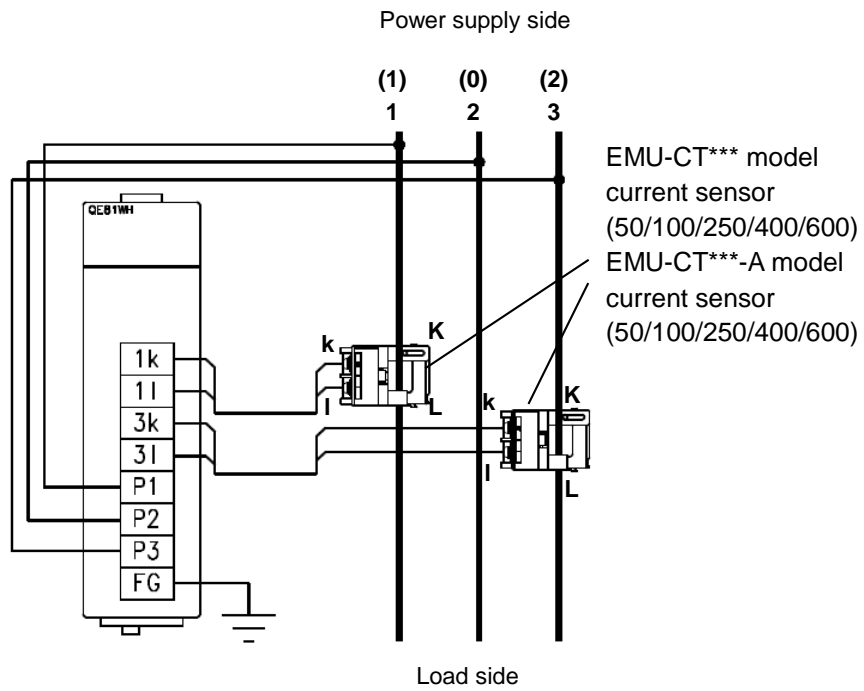 Power supply side
(1) (0) (2)
1 2 3
EMU-CT*** model
current sensor
(50/100/250/400/600)
EMU-CT***-A model
current sensor
(50/100/250/400/600)
QE81WH
k K
l L
k K
l L
1k
1l
3k
3l
P1
P2
P3
FG
Load side